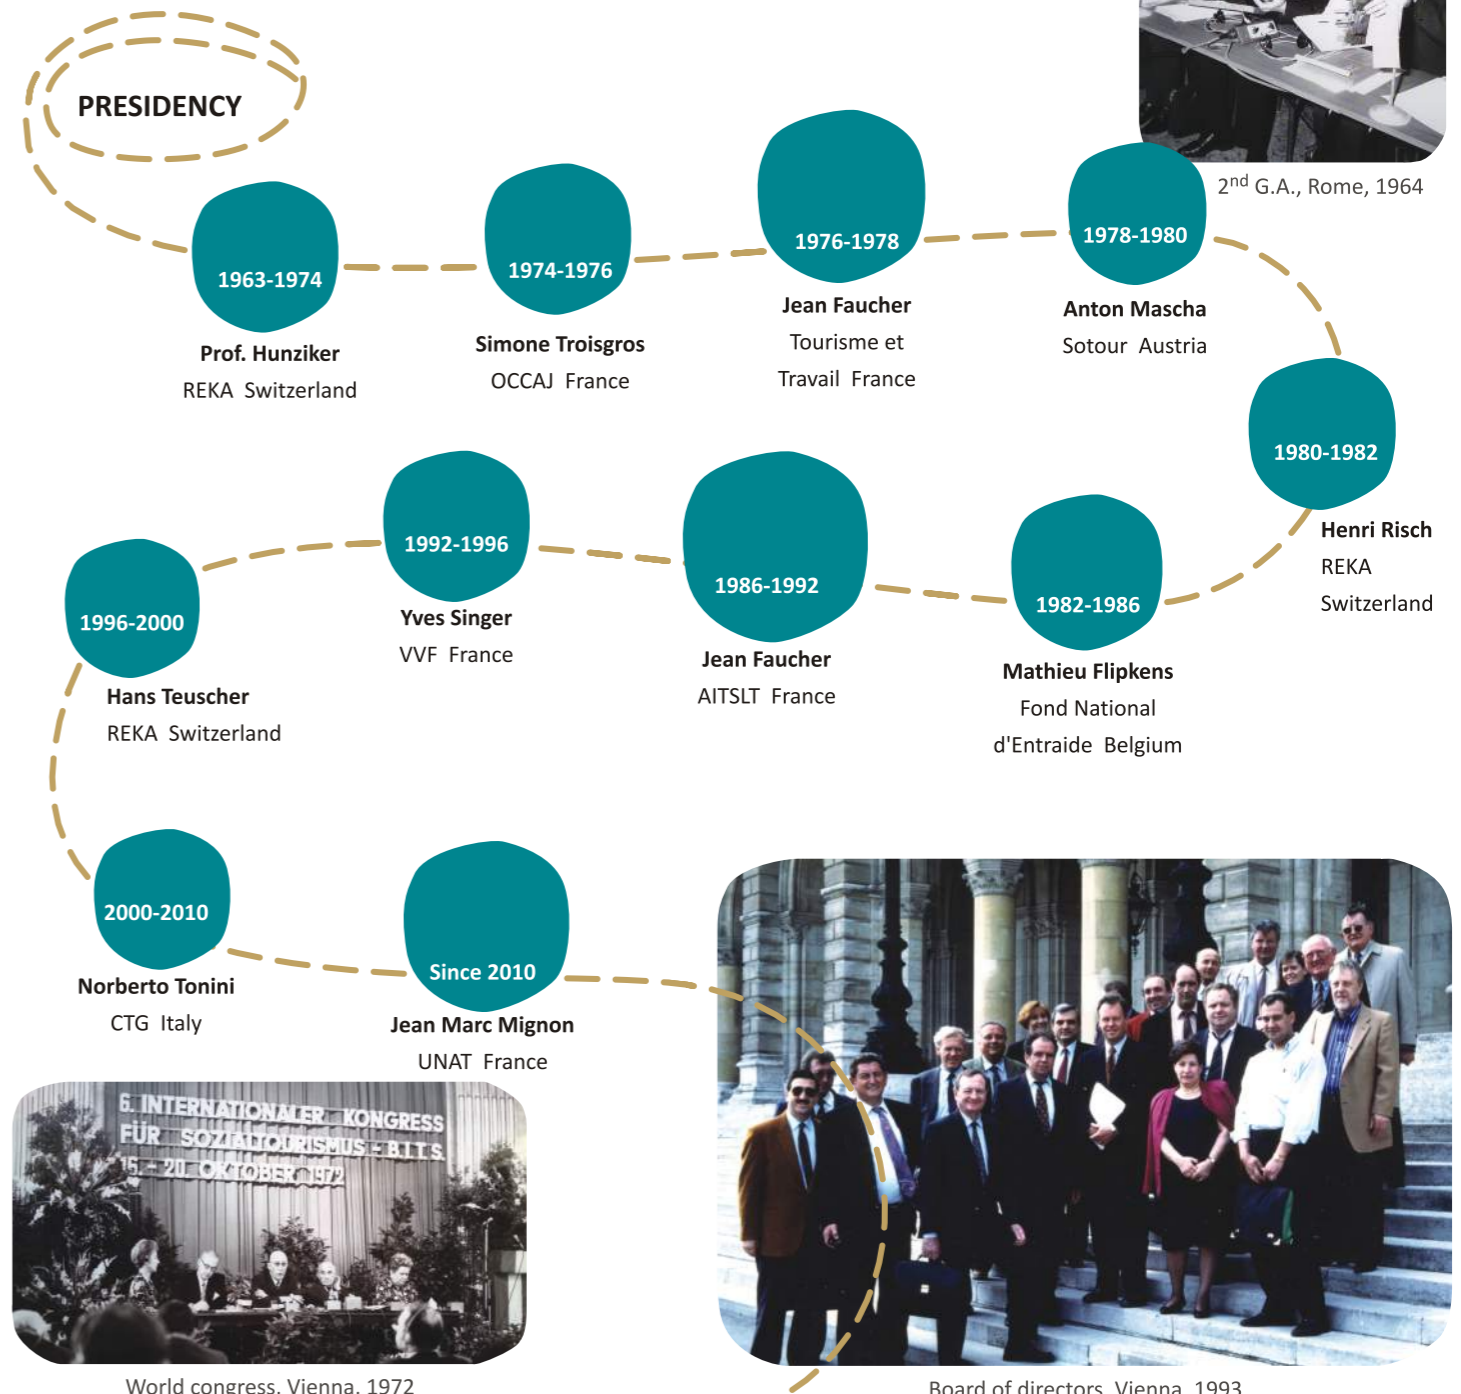 PRESIDENCY
2nd G.A., Rome, 1964
1963-1974
Prof. Hunziker
REKA Switzerland
1974-1976
Simone Troisgros
OCCAJ France
1976-1978
Jean Faucher
Tourisme et
Travail France
1978-1980
Anton Mascha
Sotour Austria
1980-1982
Henri Risch
REKA
Switzerland
1982-1986
Mathieu Flipkens
Fond National
d'Entraide Belgium
1986-1992
Jean Faucher
AITSLT France
1992-1996
Yves Singer
VVF France
1996-2000
Hans Teuscher
REKA Switzerland
2000-2010
Norberto Tonini
CTG Italy
Since 2010
Jean Marc Mignon
UNAT France
6. INTERNATIONALER KONGRESS
FÜR SOZIALTOURISMUS - B.I.T.S.
15. - 20. OKTOBER 1972
World congress, Vienna, 1972
Board of directors, Vienna, 1993